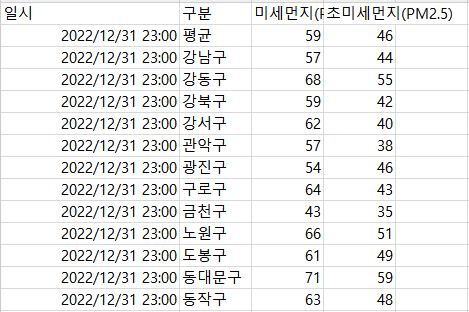 일시 구분 미세먼지(F 초미세먼지(PM2.5)
2022/12/31 23:00 평균 59 46
2022/12/31 23:00 강남구 57 44
2022/12/31 23:00 강동구 68 55
2022/12/31 23:00 강북구 59 42
2022/12/31 23:00 강서구 62 40
2022/12/31 23:00 관악구 57 38
2022/12/31 23:00 광진구 54 46
2022/12/31 23:00 구로구 64 43
2022/12/31 23:00 금천구 43 35
2022/12/31 23:00 노원구 66 51
2022/12/31 23:00 도봉구 61 49
2022/12/31 23:00 동대문구 71 59
2022/12/31 23:00 동작구 63 48